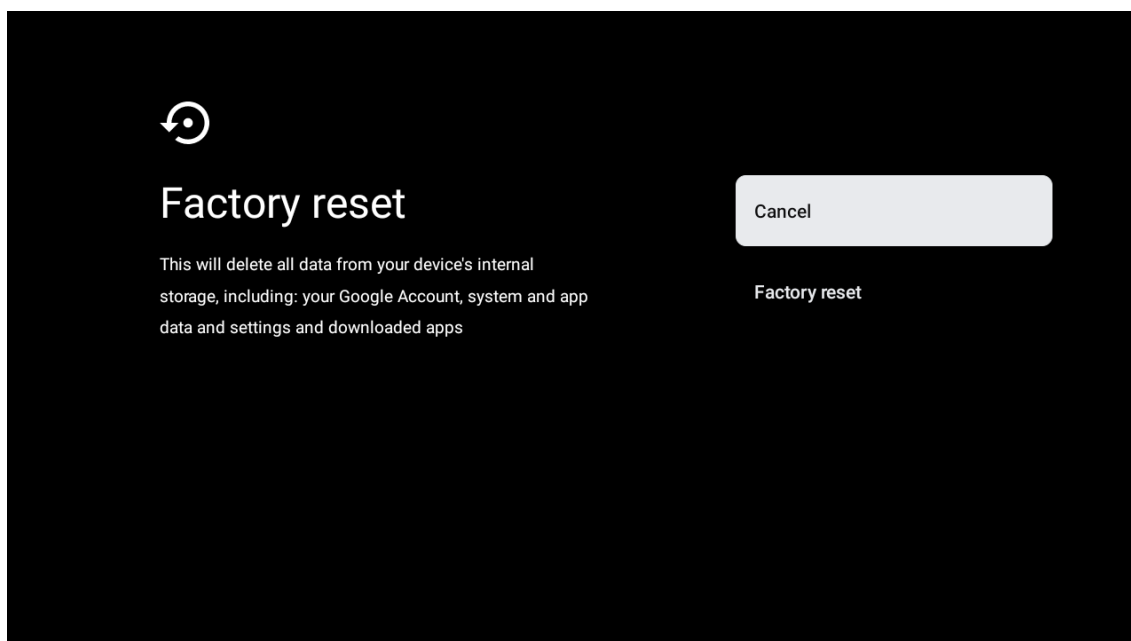 Factory reset
This will delete all data from your device's internal
storage, including: your Google Account, system and app
data and settings and downloaded apps
Cancel
Factory reset